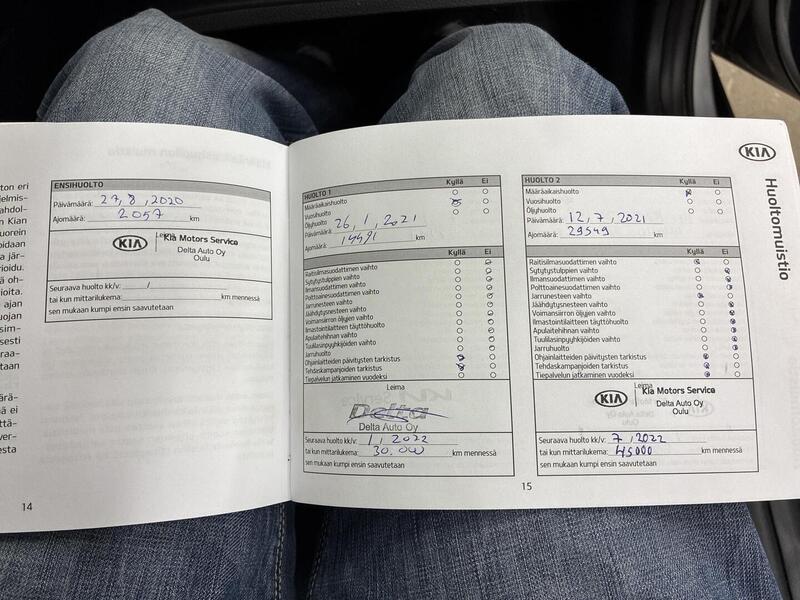 ton eri
elmis-
ahdol-
n Kian
uorein
oidaan
ä jär-
rioidu.
ä oh-
rioita.
ajan
uojan
sim-
sesti
raa-
taan
ärä-
ä ei
ttä-
ver-
esta
14
ENSIHUOLTO
Päivämäärä: 27,8,2020
Ajomäärä: 2057 km
Leima
KIA Kia Motors Service
Delta Auto Oy
Oulu
Seuraava huolto kk/v: /
tai kun mittarilukema: km mennessä
sen mukaan kumpi ensin saavutetaan
HUOLTO 1 Kyllä Ei
Määräaikaishuolto
Vuosihuolto
Öljyhuolto
Päivämäärä: 26,1,2021
Ajomäärä: 14491 km
Kyllä Ei
Raitisilmasuodattimen vaihto
Sytytystulppien vaihto
Ilmansuodattimen vaihto
Polttoainesuodattimen vaihto
Jarrunesteen vaihto
Jäähdytysnesteen vaihto
Voimansiirron öljyjen vaihto
Ilmastointilaitteen täyttöhuolto
Apulaitehihnan vaihto
Tuulilasinpyyhkijöiden vaihto
Jarruhuolto
Ohjainlaitteiden päivitysten tarkistus
Tehdaskampanjoiden tarkistus
Tiepalvelun jatkaminen vuodeksi
Leima
Delta
Delta Auto Oy
Seuraava huolto kk/v: 1, 2022
tai kun mittarilukema: 30.000 km mennessä
sen mukaan kumpi ensin saavutetaan
HUOLTO 2 Kyllä Ei
Määräaikaishuolto
Vuosihuolto
Öljyhuolto
Päivämäärä: 12,7,2021
Ajomäärä: 29549 km
Kyllä Ei
Raitisilmasuodattimen vaihto
Sytytystulppien vaihto
Ilmansuodattimen vaihto
Polttoainesuodattimen vaihto
Jarrunesteen vaihto
Jäähdytysnesteen vaihto
Voimansiirron öljyjen vaihto
Ilmastointilaitteen täyttöhuolto
Apulaitehihnan vaihto
Tuulilasinpyyhkijöiden vaihto
Jarruhuolto
Ohjainlaitteiden päivitysten tarkistus
Tehdaskampanjoiden tarkistus
Tiepalvelun jatkaminen vuodeksi
Leima
KIA Kia Motors Service
Delta Auto Oy
Oulu
Seuraava huolto kk/v: 7, 2022
tai kun mittarilukema: 45000 km mennessä
sen mukaan kumpi ensin saavutetaan
15
KIA
Huoltomuistio